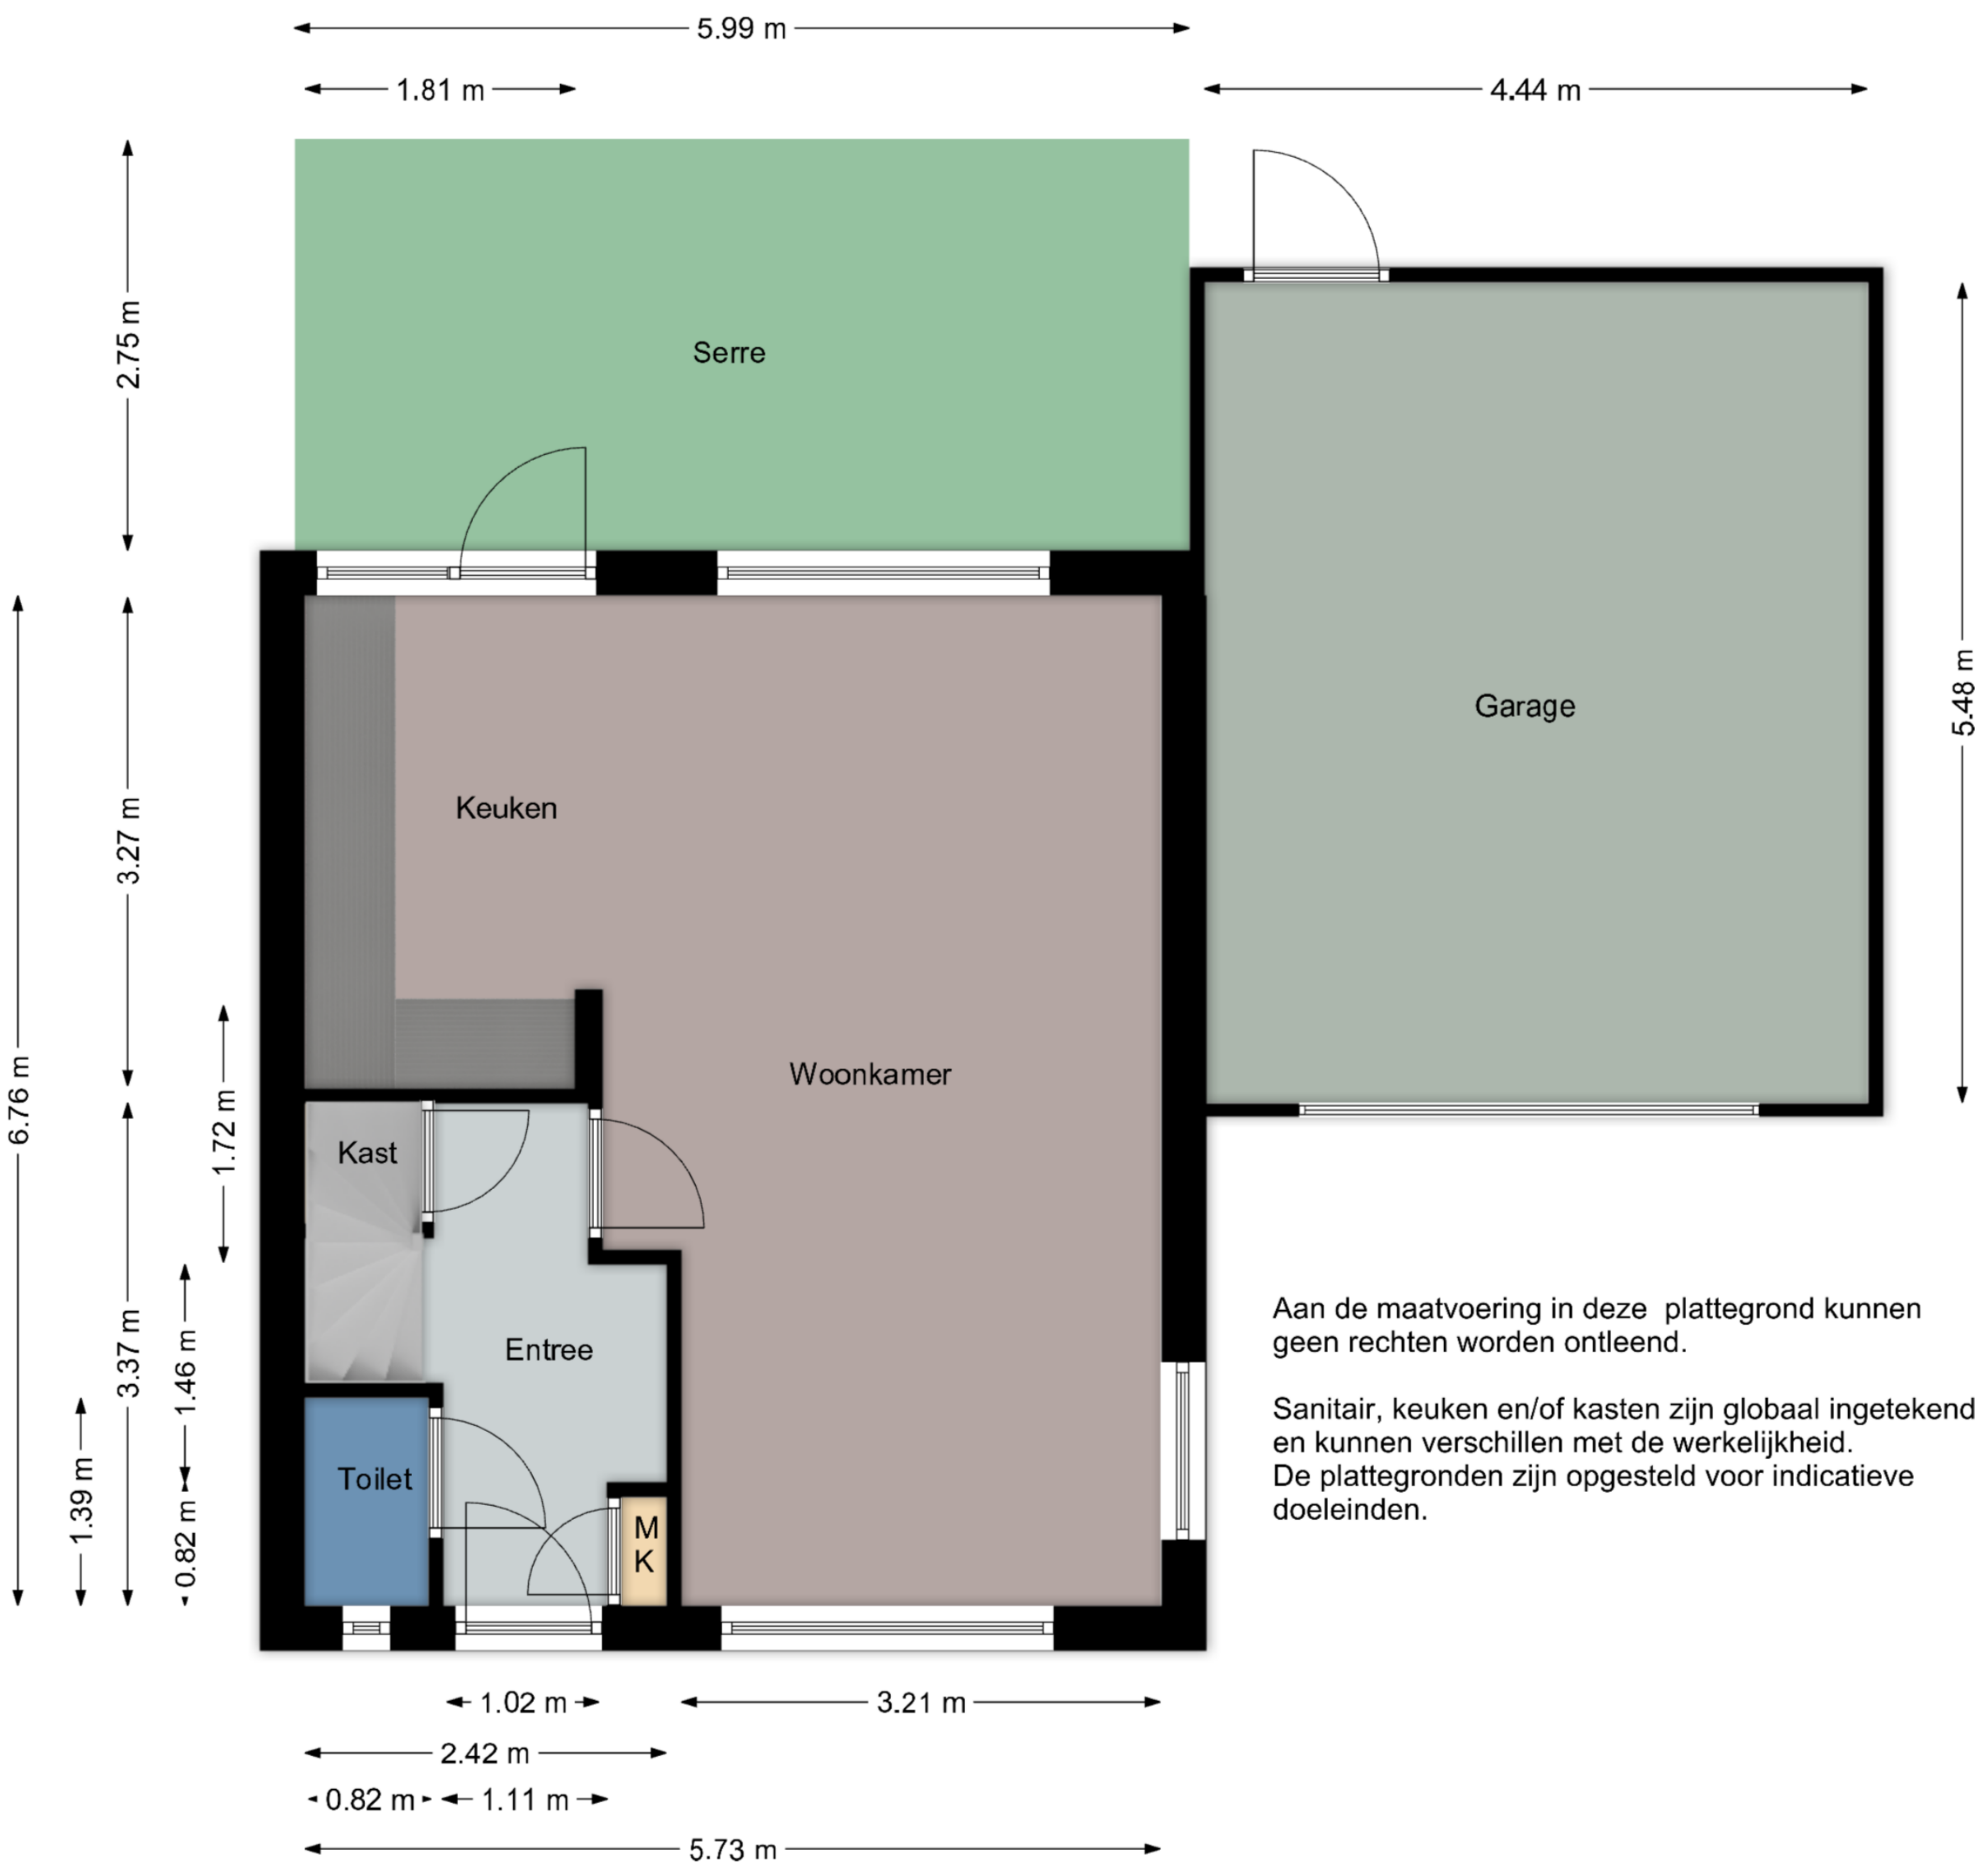 5.99 m
1.81 m
4.44 m
2.75 m
Serre
5.48 m
Garage
3.27 m
Keuken
6.76 m
Woonkamer
1.72 m
Kast
3.37 m
1.46 m
Entree
Aan de maatvoering in deze plattegrond kunnen
geen rechten worden ontleend.
Sanitair, keuken en/of kasten zijn globaal ingetekend
en kunnen verschillen met de werkelijkheid.
De plattegronden zijn opgesteld voor indicatieve
doeleinden.
1.39 m
0.82 m
Toilet
M
K
1.02 m
3.21 m
2.42 m
0.82 m
1.11 m
5.73 m